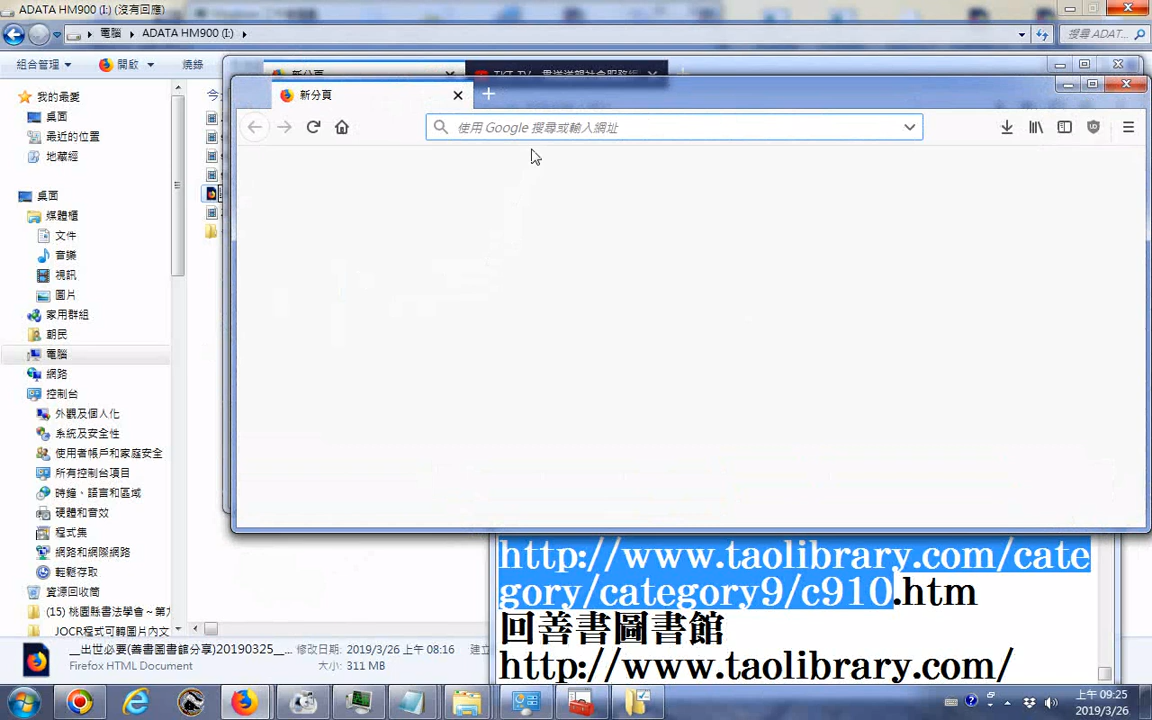 ADATA HM900 (I:) (沒有回應)
電腦 ADATA HM900 (I:)
搜尋 ADAT...
組合管理 開啟 燒錄
新分頁
新分頁
使用 Google 搜尋或輸入網址
我的最愛
桌面
最近的位置
地藏經
桌面
媒體櫃
文件
音樂
視訊
圖片
家用群組
朝民
電腦
網路
控制台
外觀及個人化
系統及安全性
使用者帳戶和家庭安全
所有控制台項目
時鐘、語言和區域
硬體和音效
程式集
網路和網際網路
輕鬆存取
資源回收筒
(15) 桃園縣書法學會~第
JOCR程式可轉圖片內文
http://www.taolibrary.com/cate
gory/category9/c910.htm
回善書圖書館
http://www.taolibrary.com/
__出世必要(善書圖書館分享)20190325__... 修改日期: 2019/3/26 上午 08:16
Firefox HTML Document 大小: 311 MB
上午 09:25
2019/3/26